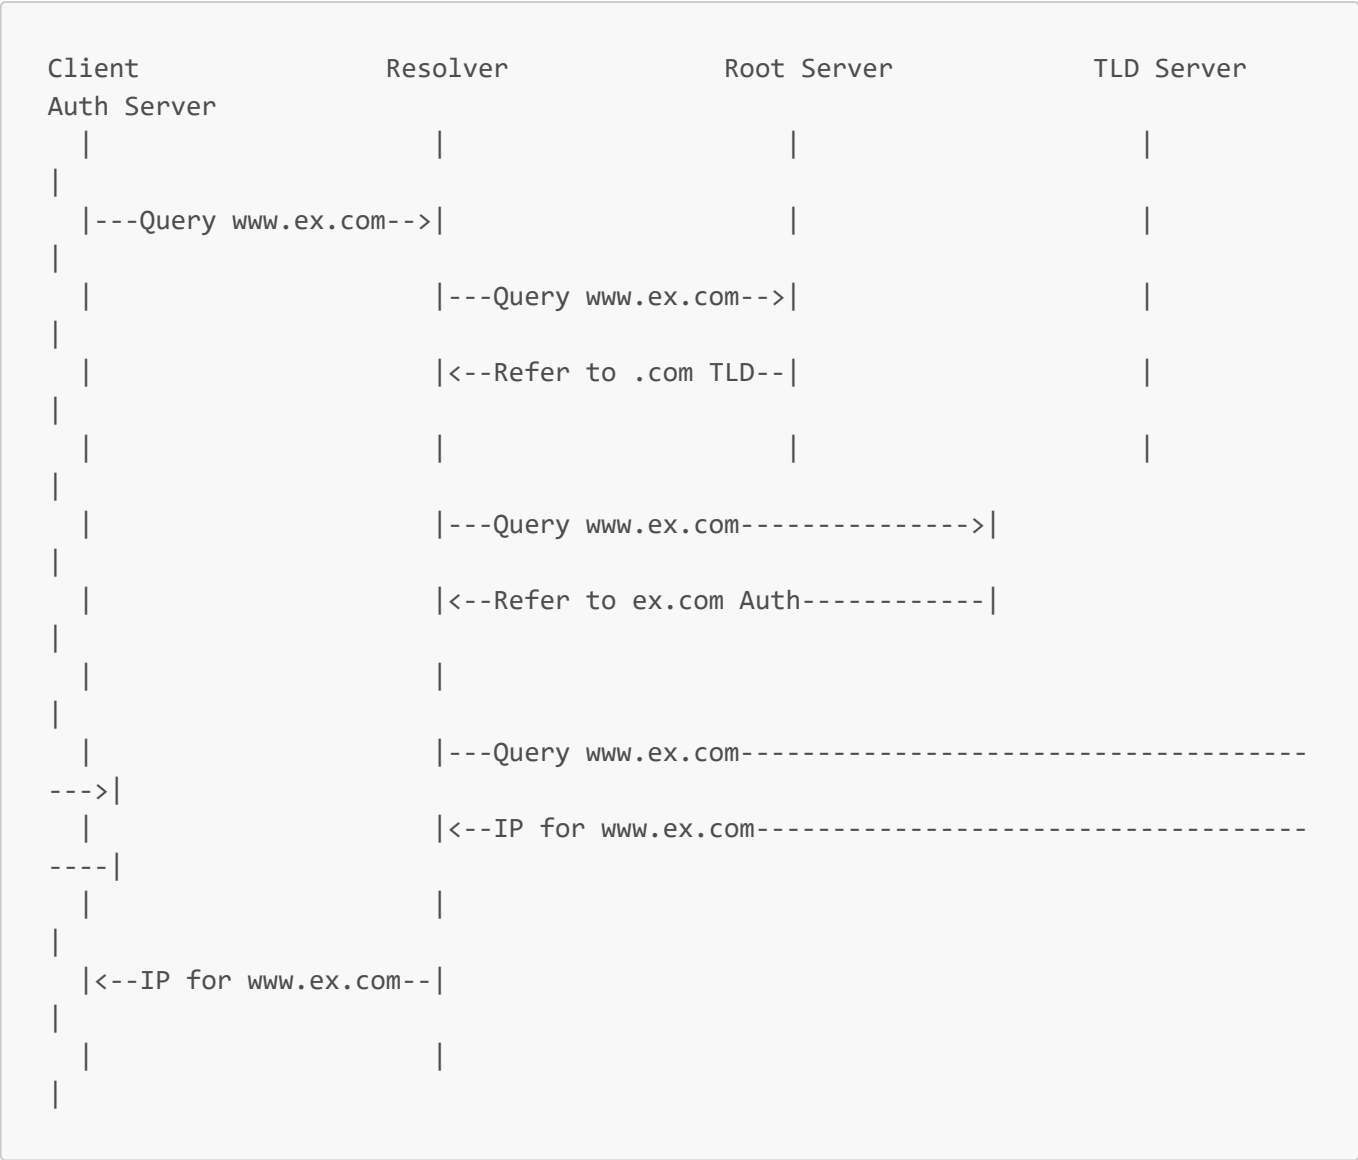 Client                Resolver              Root Server             TLD Server
Auth Server
  |                      |                      |                      |
|
  |---Query www.ex.com-->|                      |                      |
|
  |                      |---Query www.ex.com-->|                      |
|
  |                      |<--Refer to .com TLD--|                      |
|
  |                      |                      |                      |
|
  |                      |---Query www.ex.com--------------->|
|
  |                      |<--Refer to ex.com Auth------------|
|
  |                      |
|
  |                      |---Query www.ex.com-------------------------------------
--->|
  |                      |<--IP for www.ex.com------------------------------------
----|
  |                      |
|
  |<--IP for www.ex.com--|
|
  |                      |
|